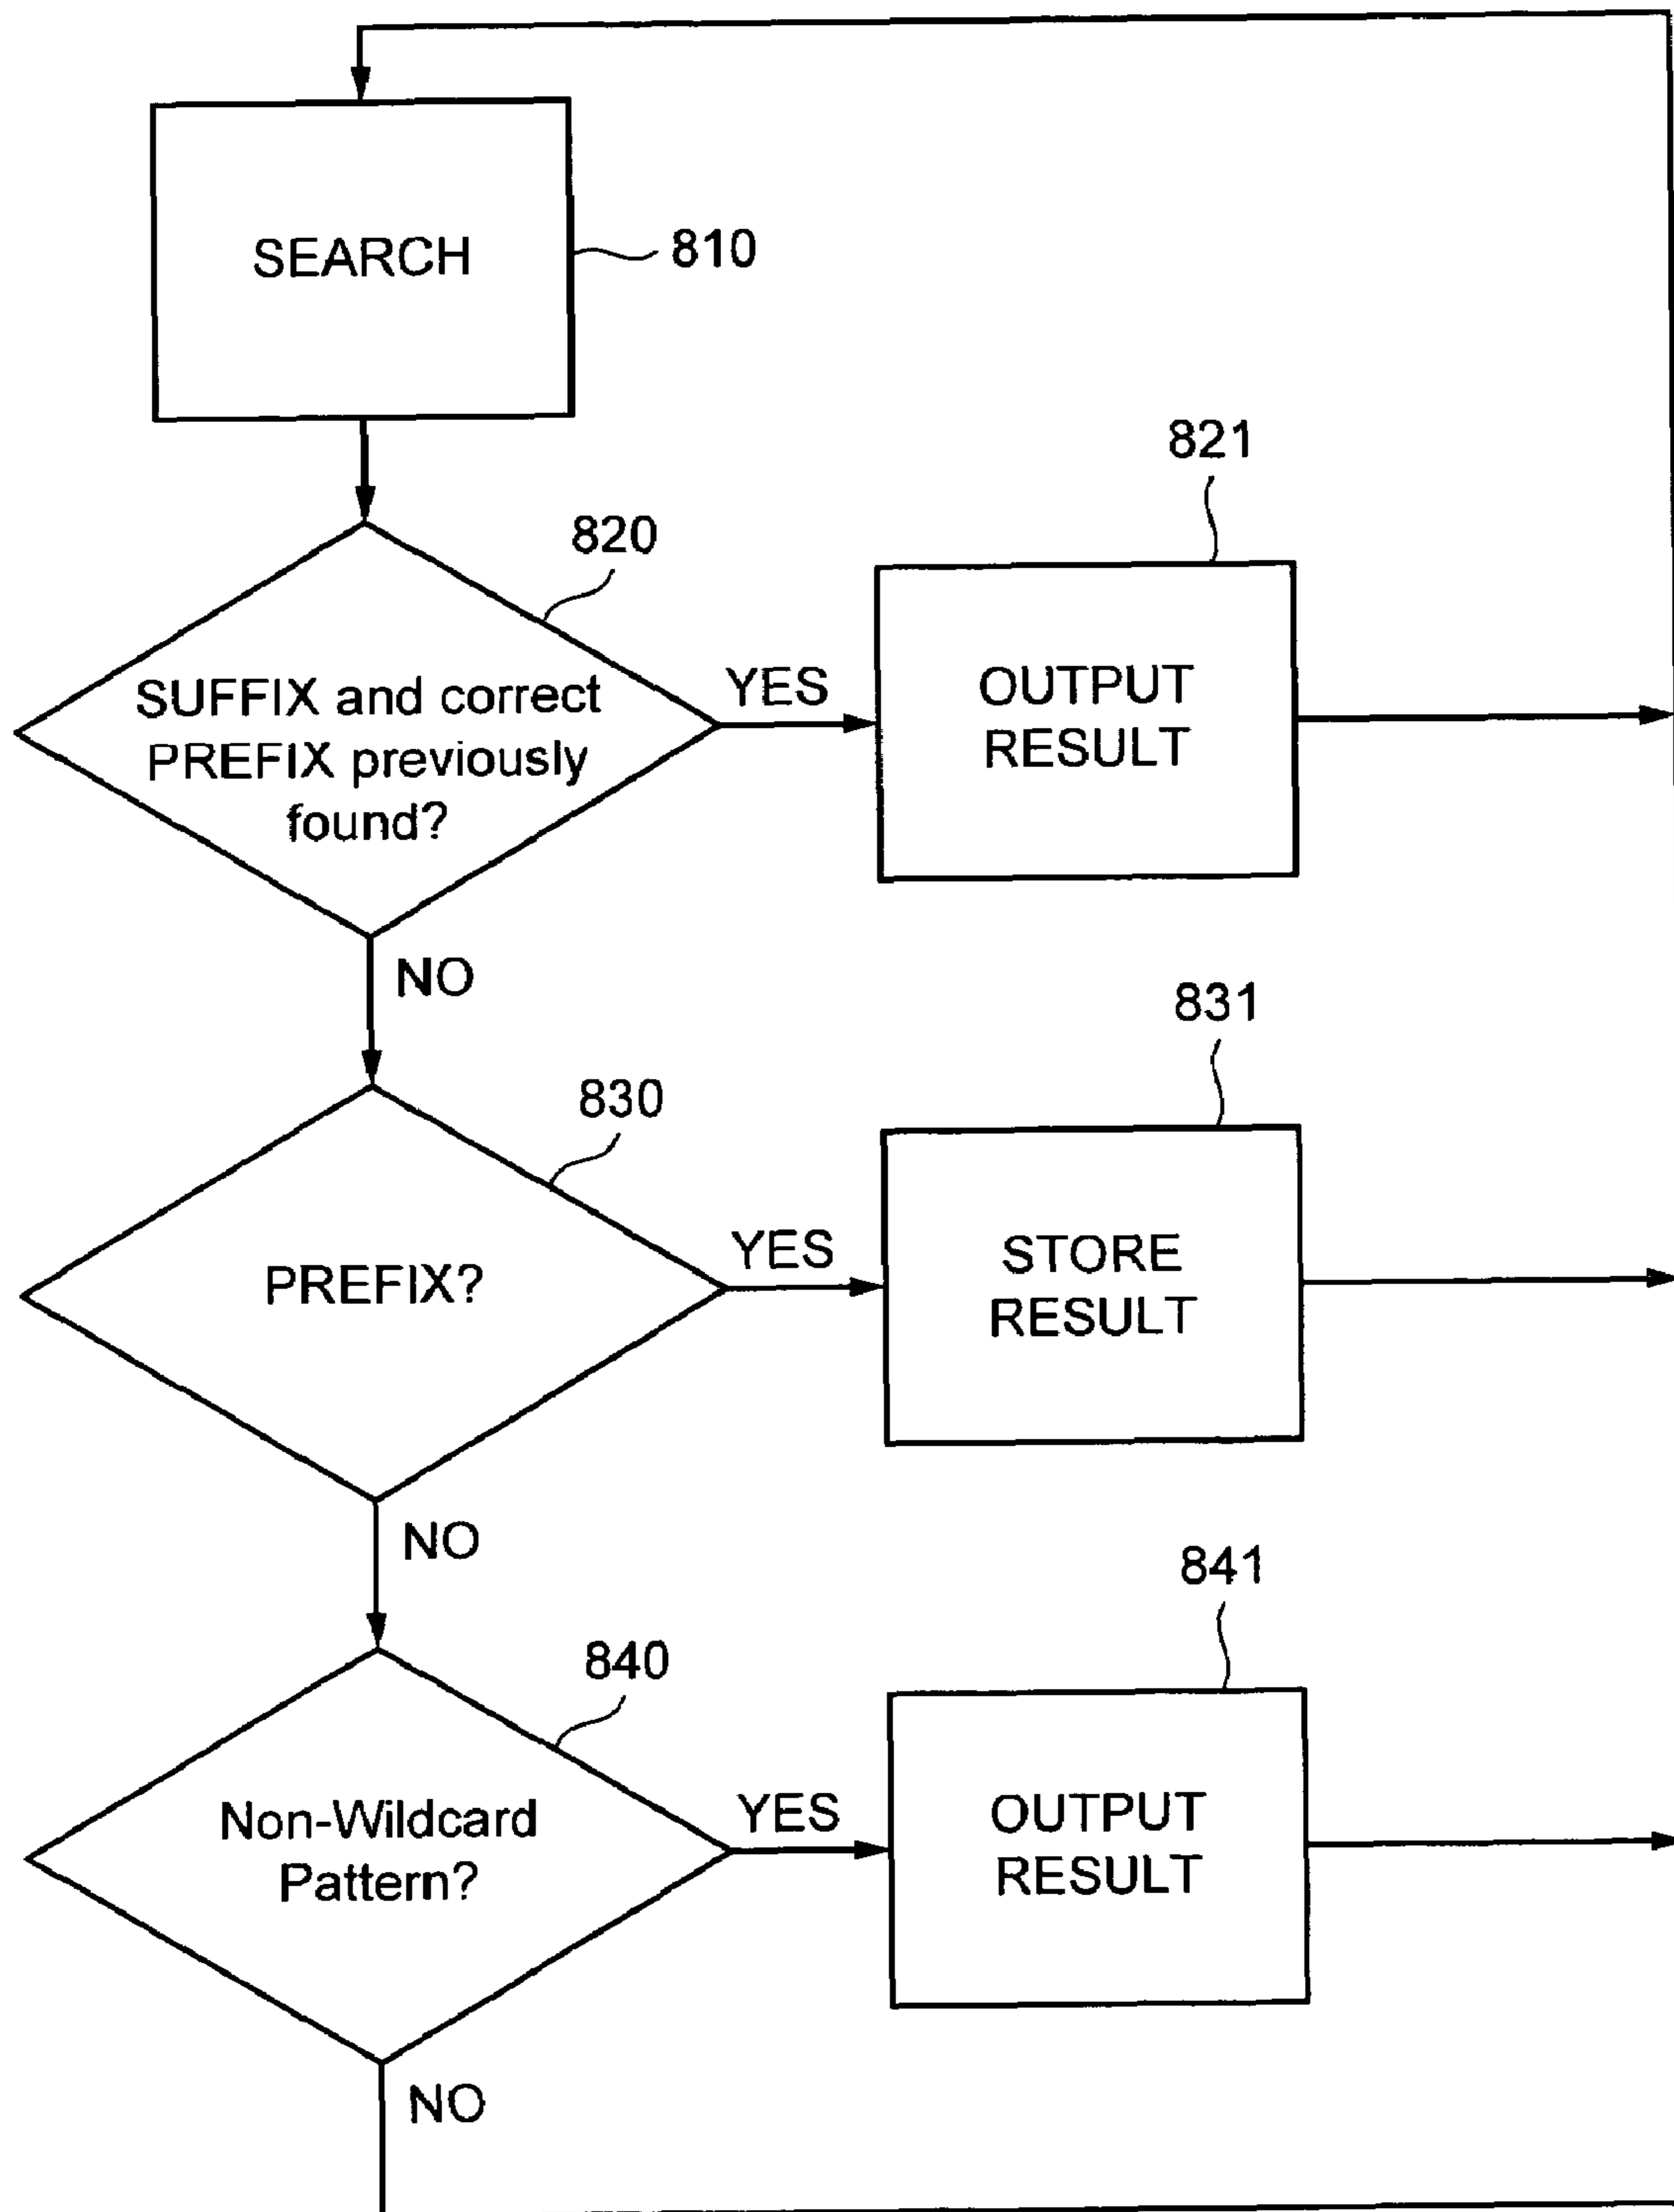 SEARCH
810
820
821
SUFFIX and correct
PREFIX previously
found?
YES
OUTPUT
RESULT
NO
830
831
PREFIX?
YES
STORE
RESULT
NO
840
841
Non-Wildcard
Pattern?
YES
OUTPUT
RESULT
NO